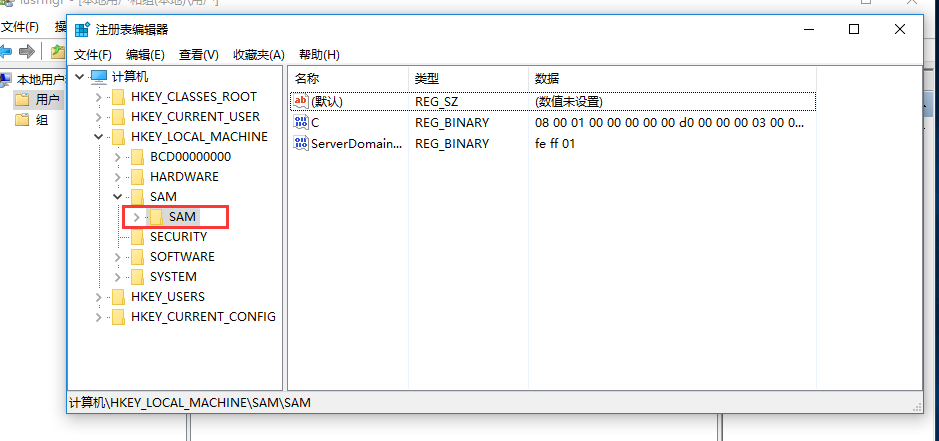 lusrmgr - [本地用户和组(本地)\用户]
文件(F)
注册表编辑器
文件(F) 编辑(E) 查看(V) 收藏夹(A) 帮助(H)
本地用户
用户
组
计算机
HKEY_CLASSES_ROOT
HKEY_CURRENT_USER
HKEY_LOCAL_MACHINE
BCD00000000
HARDWARE
SAM
SAM
SECURITY
SOFTWARE
SYSTEM
HKEY_USERS
HKEY_CURRENT_CONFIG
名称 类型 数据
(默认) REG_SZ (数值未设置)
C REG_BINARY 08 00 01 00 00 00 00 00 d0 00 00 00 03 00 0...
ServerDomain... REG_BINARY fe ff 01
计算机\HKEY_LOCAL_MACHINE\SAM\SAM